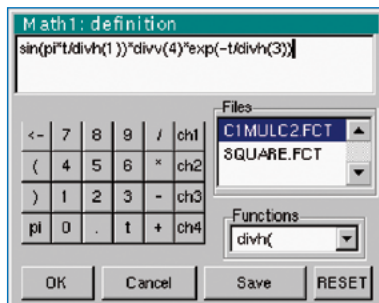 Math1: definition
sin(pi*t/divh(1))*divv(4)*exp(-t/divh(3))
Files
C1MULC2.FCT
SQUARE.FCT
<- 7 8 9 / ch1
( 4 5 6 * ch2
) 1 2 3 - ch3
pi 0 . t + ch4
Functions
divh(
OK Cancel Save RESET